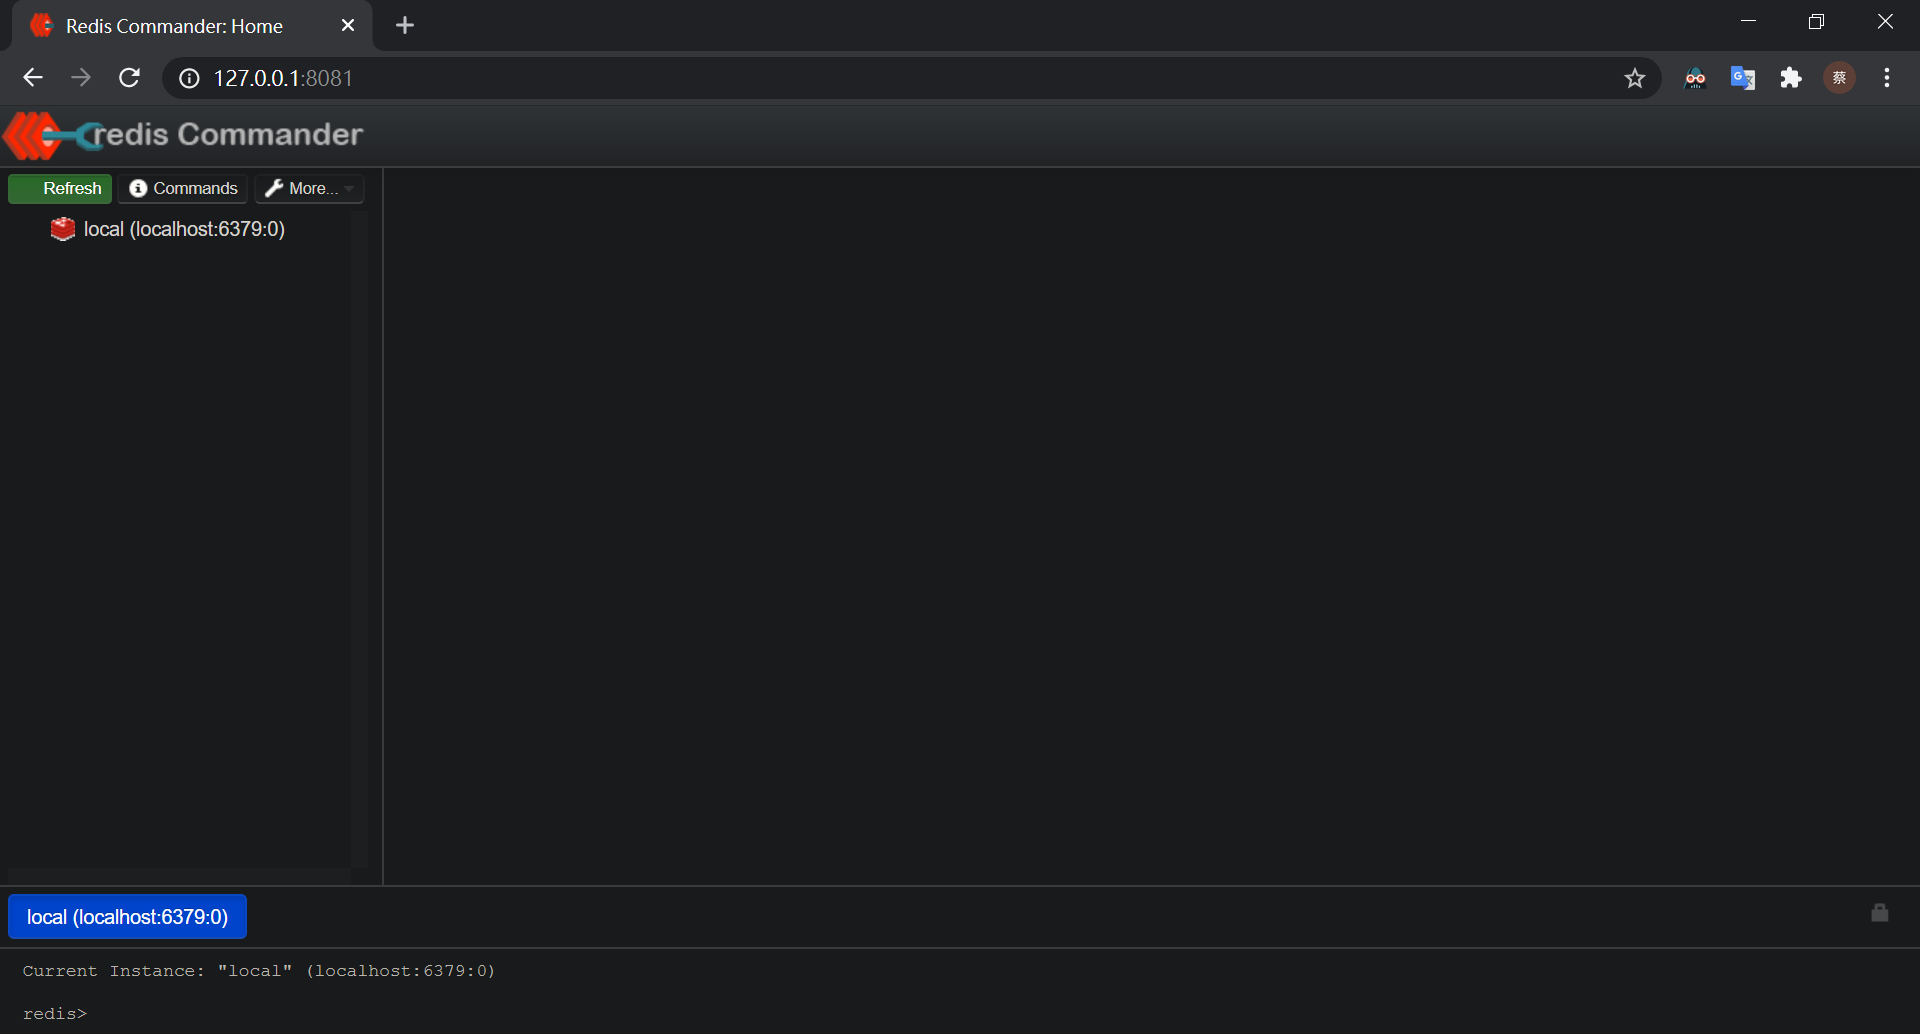 Redis Commander: Home
127.0.0.1:8081
蔡
redis Commander
Refresh
Commands
More...
local (localhost:6379:0)
local (localhost:6379:0)
Current Instance: "local" (localhost:6379:0)
redis>